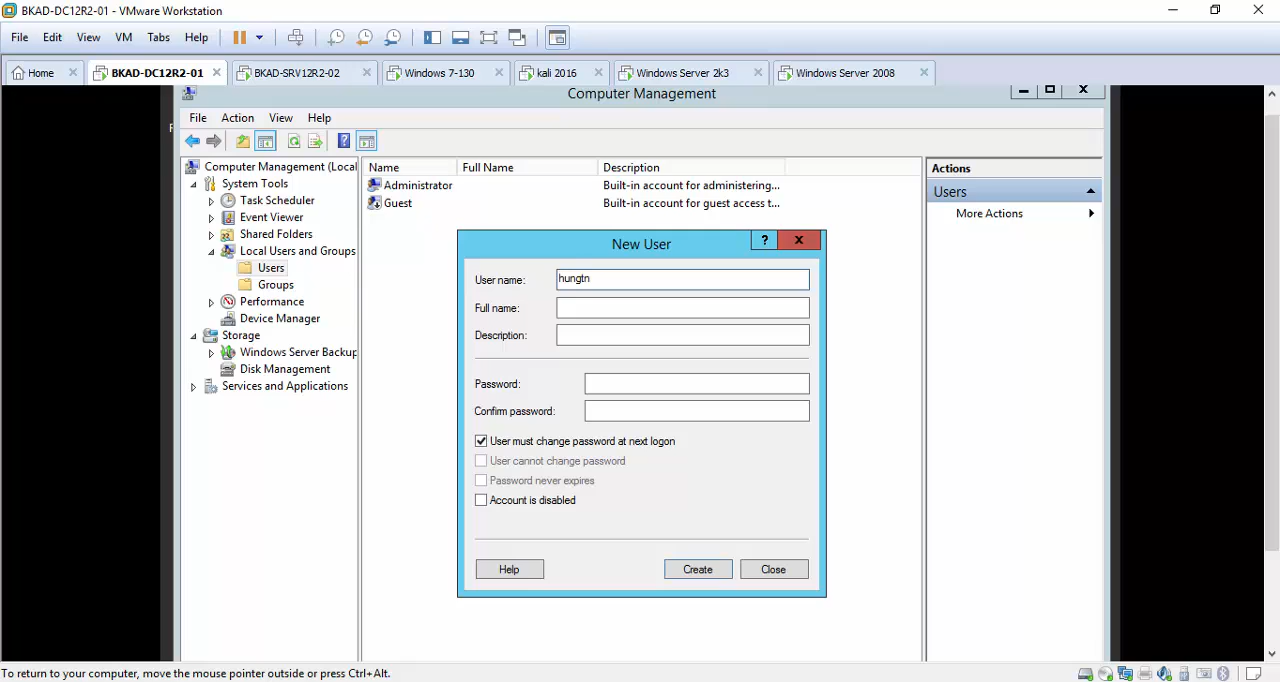 BKAD-DC12R2-01 - VMware Workstation
File Edit View VM Tabs Help
Home BKAD-DC12R2-01 BKAD-SRV12R2-02 Windows 7-130 kali 2016 Windows Server 2k3 Windows Server 2008
Computer Management
File Action View Help
Computer Management (Local
System Tools
Task Scheduler
Event Viewer
Shared Folders
Local Users and Groups
Users
Groups
Performance
Device Manager
Storage
Windows Server Backup
Disk Management
Services and Applications
Name Full Name Description
Administrator Built-in account for administering...
Guest Built-in account for guest access t...
Actions
Users
More Actions
New User
User name: hungtn
Full name:
Description:
Password:
Confirm password:
User must change password at next logon
User cannot change password
Password never expires
Account is disabled
Help Create Close
To return to your computer, move the mouse pointer outside or press Ctrl+Alt.